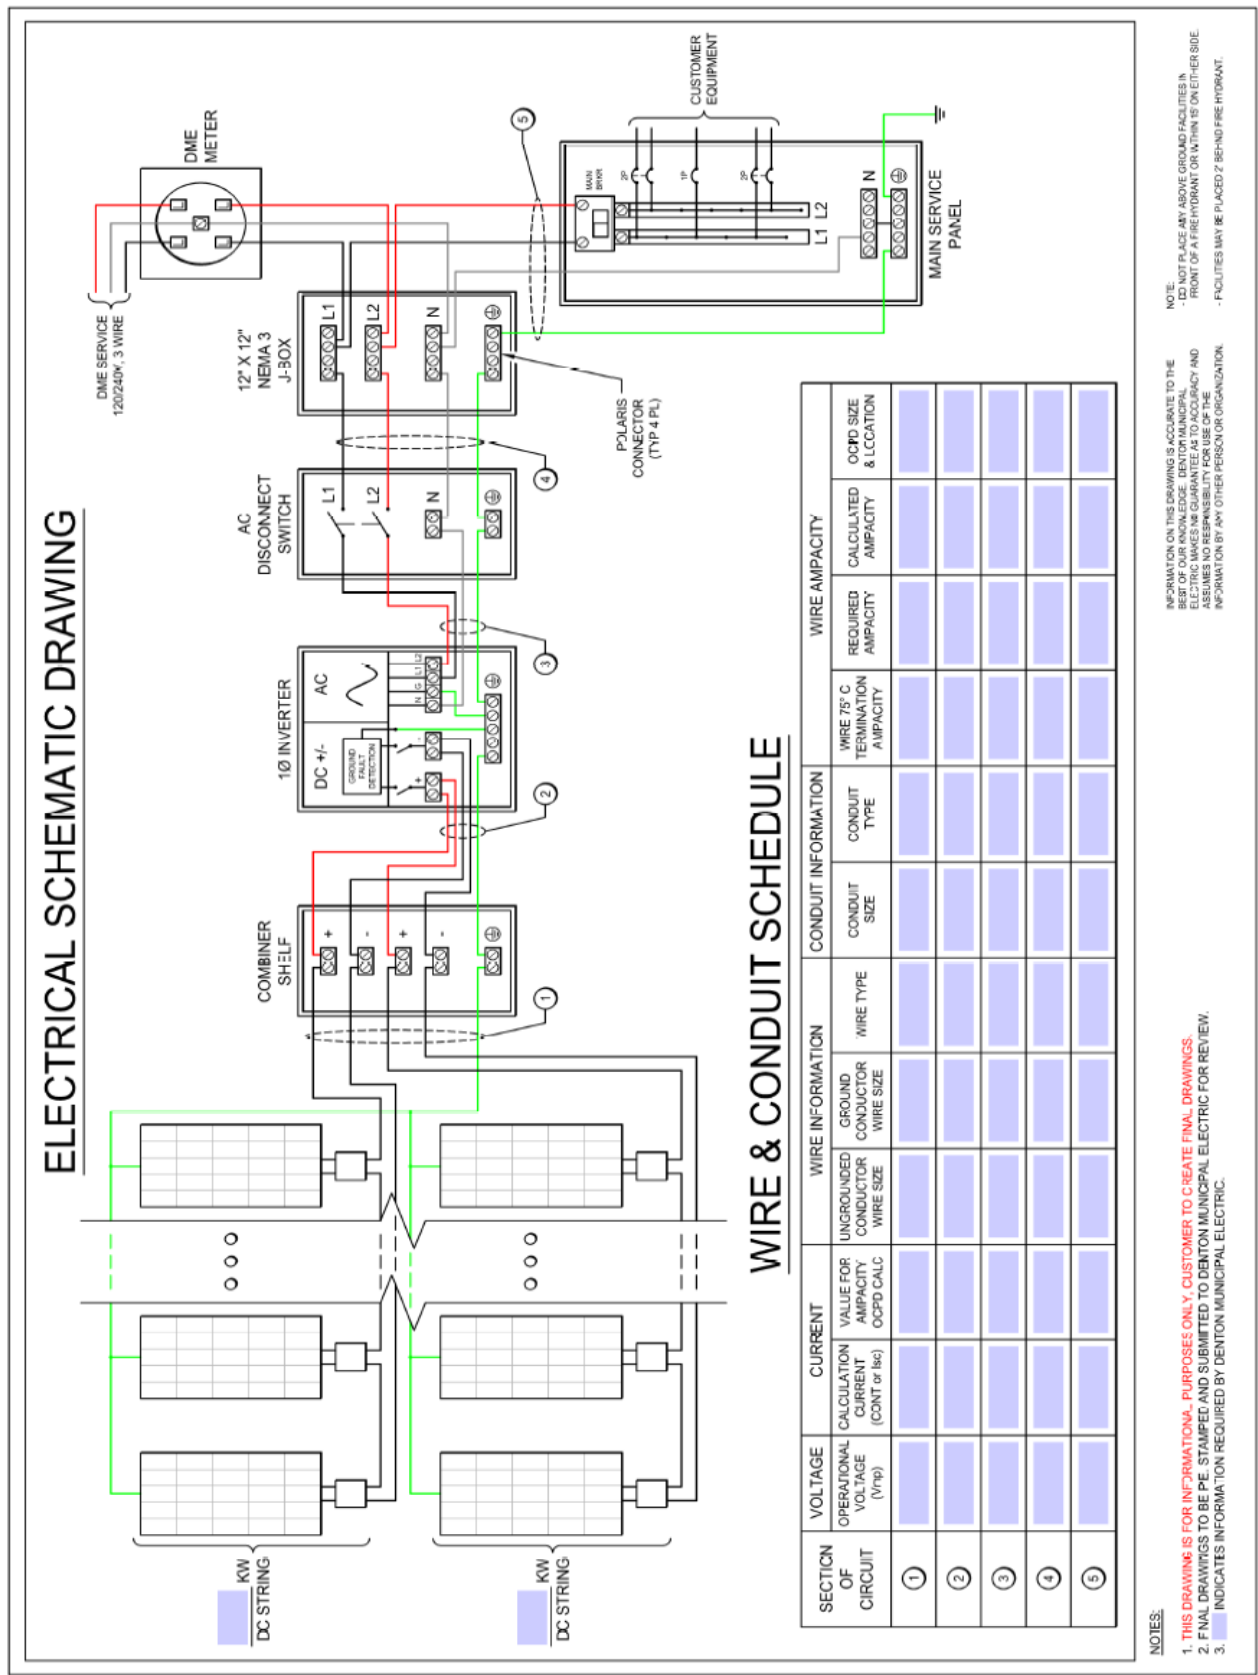 ELECTRICAL SCHEMATIC DRAWING
DME SERVICE
120/240V, 3 WIRE
DME
METER
KW
DC STRING
KW
DC STRING
COMBINER
SHELF
+
-
+
-
1
2
1Ø INVERTER
DC +/-
AC
GROUND
FAULT
DETECTION
+
-
N
G
L1
L2
3
AC
DISCONNECT
SWITCH
L1
L2
N
4
12" X 12"
NEMA 3
J-BOX
L1
L2
N
POLARIS
CONNECTOR
(TYP 4 PL)
5
MAIN
BRKR
2P
1P
2P
L1
L2
N
CUSTOMER
EQUIPMENT
MAIN SERVICE
PANEL
WIRE & CONDUIT SCHEDULE
SECTION
OF
CIRCUIT
VOLTAGE
CURRENT
WIRE INFORMATION
CONDUIT INFORMATION
WIRE AMPACITY
OPERATIONAL
VOLTAGE
(Vmp)
CALCULATION
CURRENT
(CONT or Isc)
VALUE FOR
AMPACITY
OCPD CALC
UNGROUNDED
CONDUCTOR
WIRE SIZE
GROUND
CONDUCTOR
WIRE SIZE
WIRE TYPE
CONDUIT
SIZE
CONDUIT
TYPE
WIRE 75° C
TERMINATION
AMPACITY
REQUIRED
AMPACITY
CALCULATED
AMPACITY
OCPD SIZE
& LOCATION
1
2
3
4
5
NOTES:
1. THIS DRAWING IS FOR INFORMATIONAL PURPOSES ONLY, CUSTOMER TO CREATE FINAL DRAWINGS.
2. FINAL DRAWINGS TO BE PE. STAMPED AND SUBMITTED TO DENTON MUNICIPAL ELECTRIC FOR REVIEW.
3. INDICATES INFORMATION REQUIRED BY DENTON MUNICIPAL ELECTRIC.
INFORMATION ON THIS DRAWING IS ACCURATE TO THE
BEST OF OUR KNOWLEDGE. DENTON MUNICIPAL
ELECTRIC MAKES NO GUARANTEE AS TO ACCURACY AND
ASSUMES NO RESPONSIBILITY FOR USE OF THE
INFORMATION BY ANY OTHER PERSON OR ORGANIZATION.
NOTE:
- DO NOT PLACE ANY ABOVE GROUND FACILITIES IN
FRONT OF A FIRE HYDRANT OR WITHIN 15' ON EITHER SIDE.
- FACILITIES MAY BE PLACED 2' BEHIND FIRE HYDRANT.